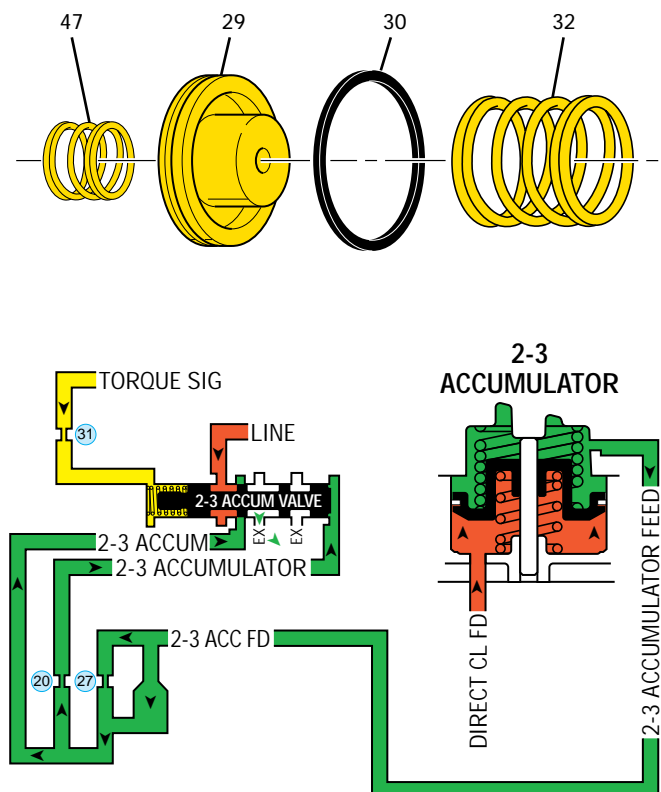 47 29 30 32
2-3
ACCUMULATOR
TORQUE SIG
31
LINE
2-3 ACCUM VALVE
2-3 ACCUM
EX
EX
2-3 ACCUMULATOR
2-3 ACC FD
20
27
DIRECT CL FD
2-3 ACCUMULATOR FEED